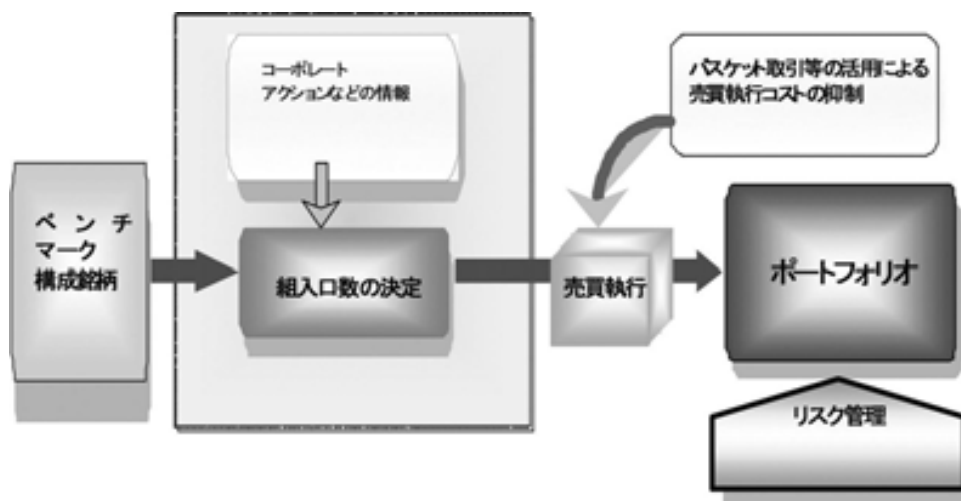 コーポレート
アクションなどの情報
バスケット取引等の活用による
売買執行コストの抑制
ベンチ
マーク
構成銘柄
組入口数の決定
売買執行
ポートフォリオ
リスク管理